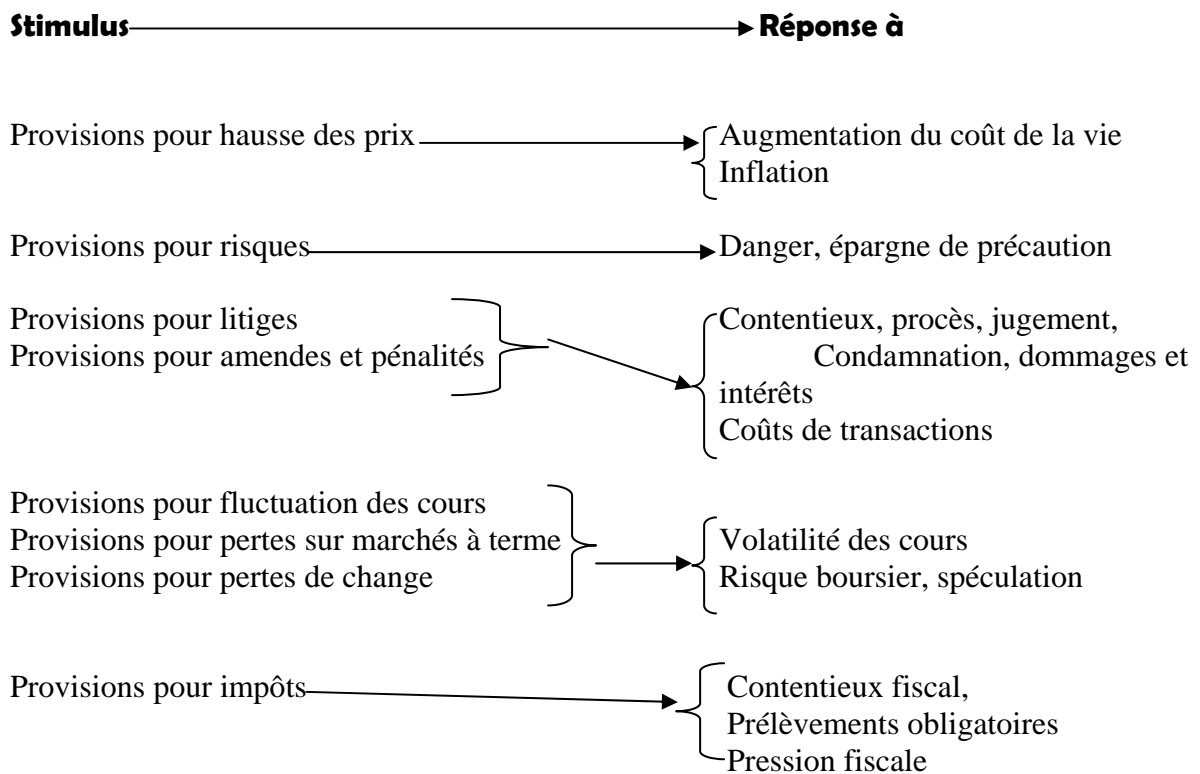 Stimulus Réponse à
Provisions pour hausse des prix Augmentation du coût de la vie
Inflation
Provisions pour risques Danger, épargne de précaution
Provisions pour litiges Contentieux, procès, jugement,
Provisions pour amendes et pénalités Condamnation, dommages et
intérêts
Coûts de transactions
Provisions pour fluctuation des cours
Provisions pour pertes sur marchés à terme Volatilité des cours
Provisions pour pertes de change Risque boursier, spéculation
Provisions pour impôts Contentieux fiscal,
Prélèvements obligatoires
Pression fiscale